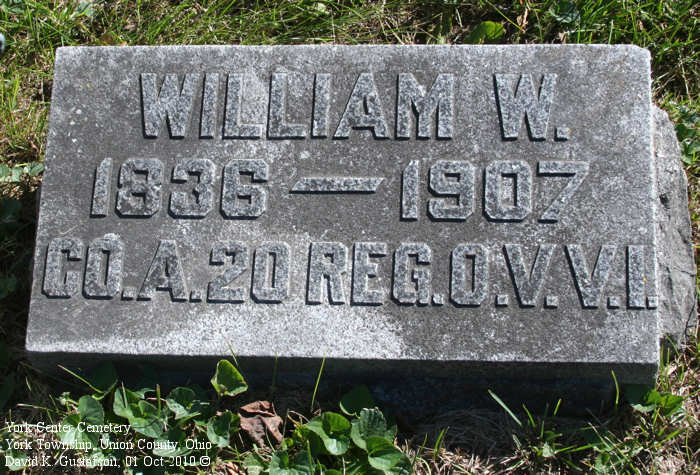 WILLIAM W.
1836 — 1907
CO. A. 20 REG. O. V. V. I.
York Center Cemetery,
York Township, Union County, Ohio
David K. Gustafson, 01 Oct-2010 ©